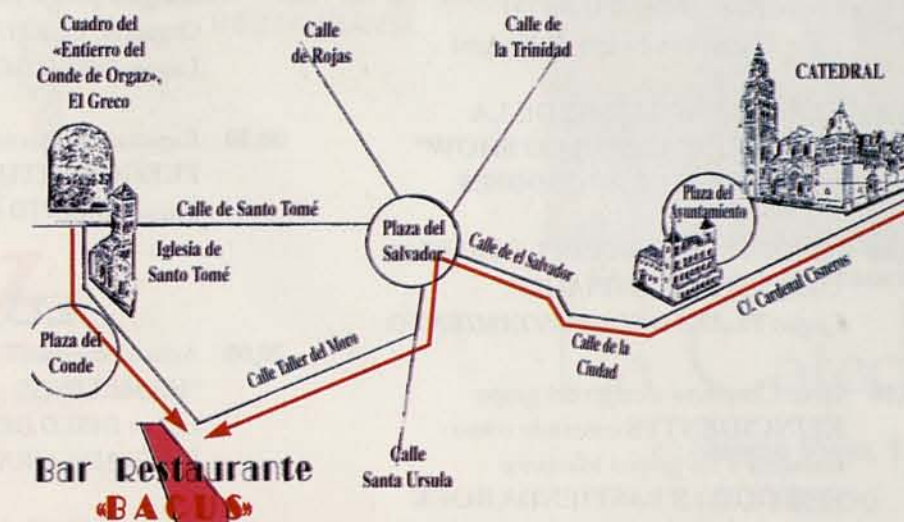 Cuadro del
«Entierro del
Conde de Orgaz»,
El Greco
Calle
de Rojas
Calle de
la Trinidad
CATEDRAL
Plaza del
Ayuntamiento
Calle de Santo Tomé
Iglesia de
Santo Tomé
Plaza del
Salvador
Calle de el Salvador
C/. Cardenal Cisneros
Plaza del
Conde
Calle Taller del Moro
Calle de la
Ciudad
Calle
Santa Ursula
Bar Restaurante
«BACUS»